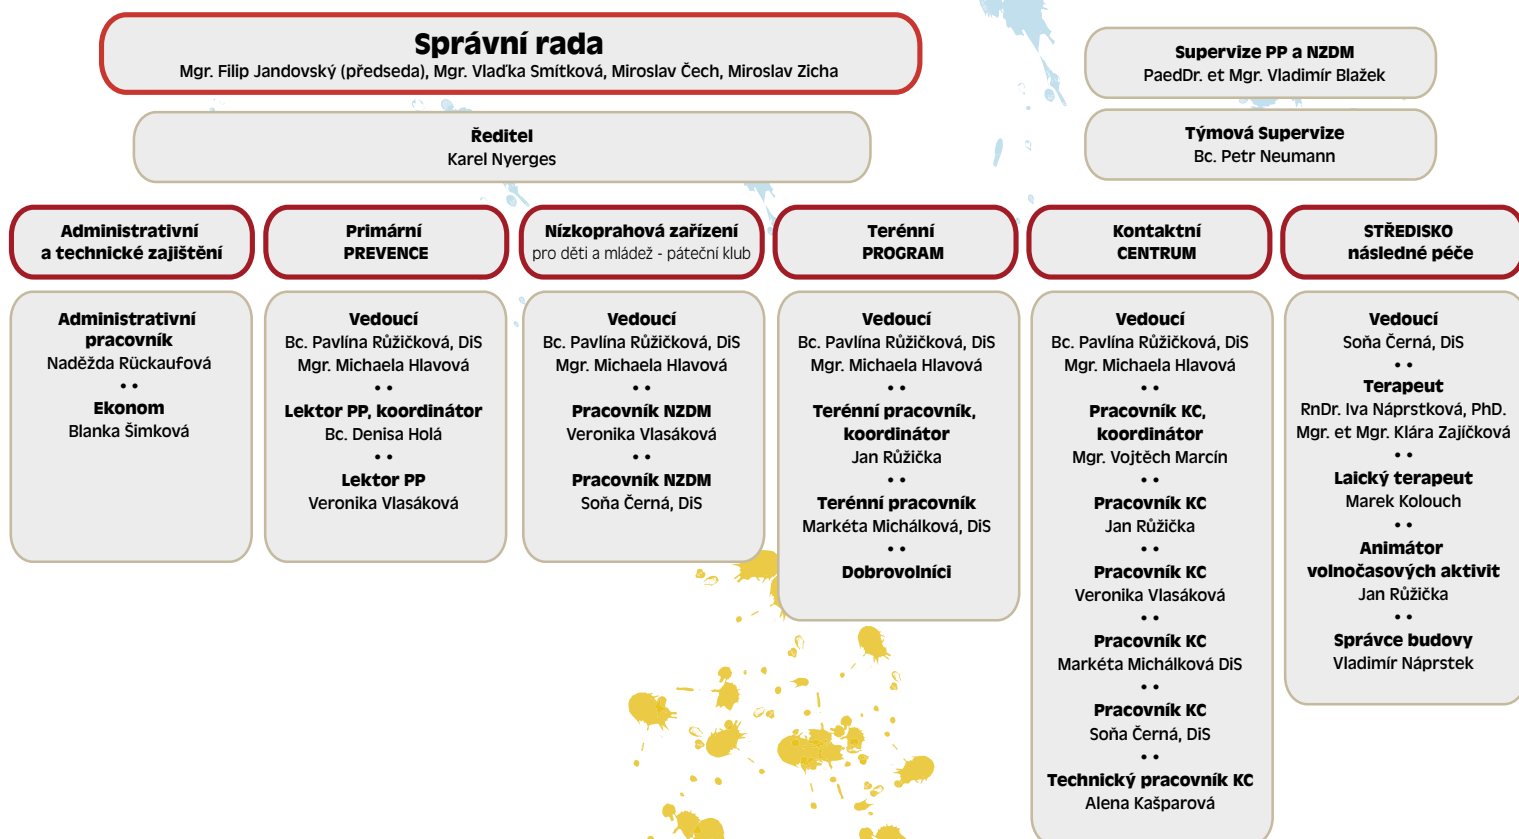 Správní rada
Mgr. Filip Jandovský (předseda), Mgr. Vlaďka Smítková, Miroslav Čech, Miroslav Zicha
Supervize PP a NZDM
PaedDr. et Mgr. Vladimír Blažek
Ředitel
Karel Nyerges
Týmová Supervize
Bc. Petr Neumann
Administrativní
a technické zajištění
Administrativní
pracovník
Naděžda Rückaufová
• •
Ekonom
Blanka Šimková
Primární
PREVENCE
Vedoucí
Bc. Pavlína Růžičková, DiS
Mgr. Michaela Hlavová
• •
Lektor PP, koordinátor
Bc. Denisa Holá
• •
Lektor PP
Veronika Vlasáková
Nízkoprahová zařízení
pro děti a mládež - páteční klub
Vedoucí
Bc. Pavlína Růžičková, DiS
Mgr. Michaela Hlavová
• •
Pracovník NZDM
Veronika Vlasáková
• •
Pracovník NZDM
Soňa Černá, DiS
Terénní
PROGRAM
Vedoucí
Bc. Pavlína Růžičková, DiS
Mgr. Michaela Hlavová
• •
Terénní pracovník,
koordinátor
Jan Růžička
• •
Terénní pracovník
Markéta Michálková, DiS
• •
Dobrovolníci
Kontaktní
CENTRUM
Vedoucí
Bc. Pavlína Růžičková, DiS
Mgr. Michaela Hlavová
• •
Pracovník KC,
koordinátor
Mgr. Vojtěch Marcín
• •
Pracovník KC
Jan Růžička
• •
Pracovník KC
Veronika Vlasáková
• •
Pracovník KC
Markéta Michálková DiS
• •
Pracovník KC
Soňa Černá, DiS
• •
Technický pracovník KC
Alena Kašparová
STŘEDISKO
následné péče
Vedoucí
Soňa Černá, DiS
• •
Terapeut
RnDr. Iva Náprstková, PhD.
Mgr. et Mgr. Klára Zajíčková
• •
Laický terapeut
Marek Kolouch
• •
Animátor
volnočasových aktivit
Jan Růžička
• •
Správce budovy
Vladimír Náprstek